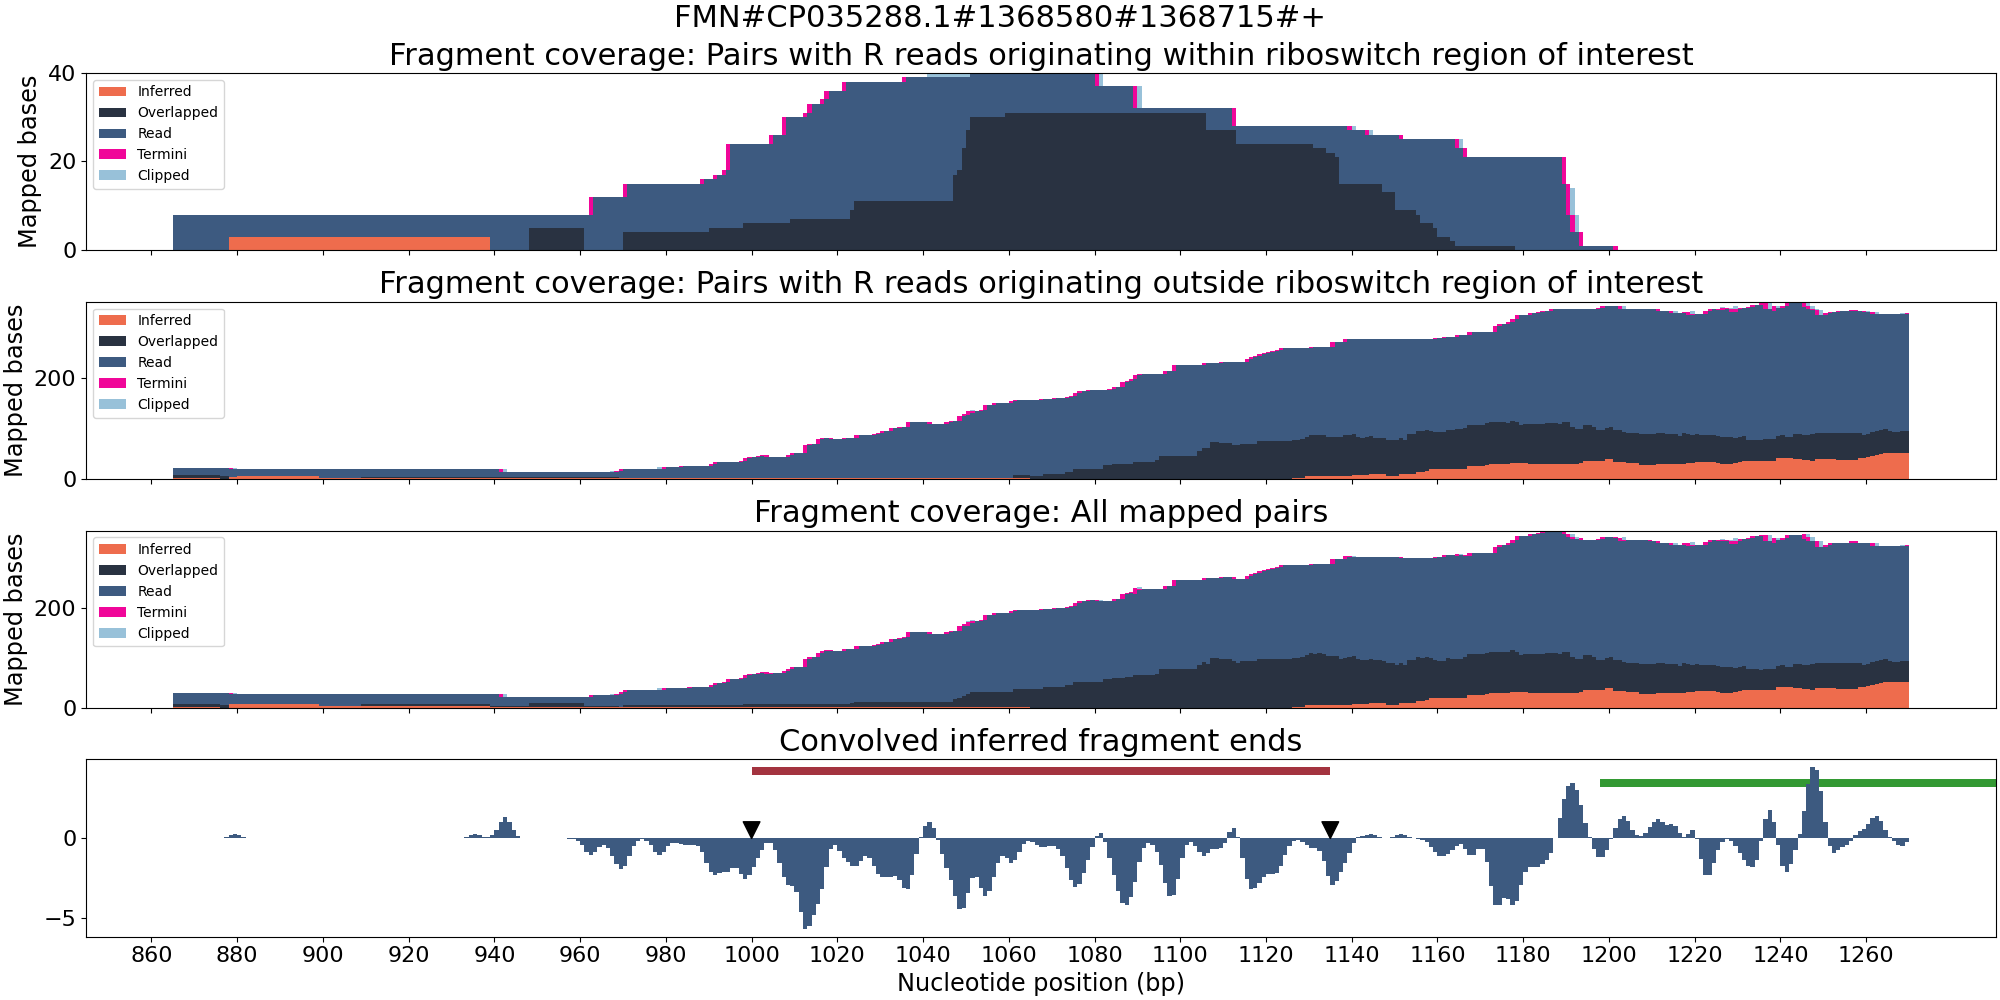 FMN#CP035288.1#1368580#1368715#+
Fragment coverage: Pairs with R reads originating within riboswitch region of interest
Mapped bases
40
20
0
Inferred
Overlapped
Read
Termini
Clipped
Fragment coverage: Pairs with R reads originating outside riboswitch region of interest
Mapped bases
200
0
Inferred
Overlapped
Read
Termini
Clipped
Fragment coverage: All mapped pairs
Mapped bases
200
0
Inferred
Overlapped
Read
Termini
Clipped
Convolved inferred fragment ends
0
−5
860 880 900 920 940 960 980 1000 1020 1040 1060 1080 1100 1120 1140 1160 1180 1200 1220 1240 1260
Nucleotide position (bp)